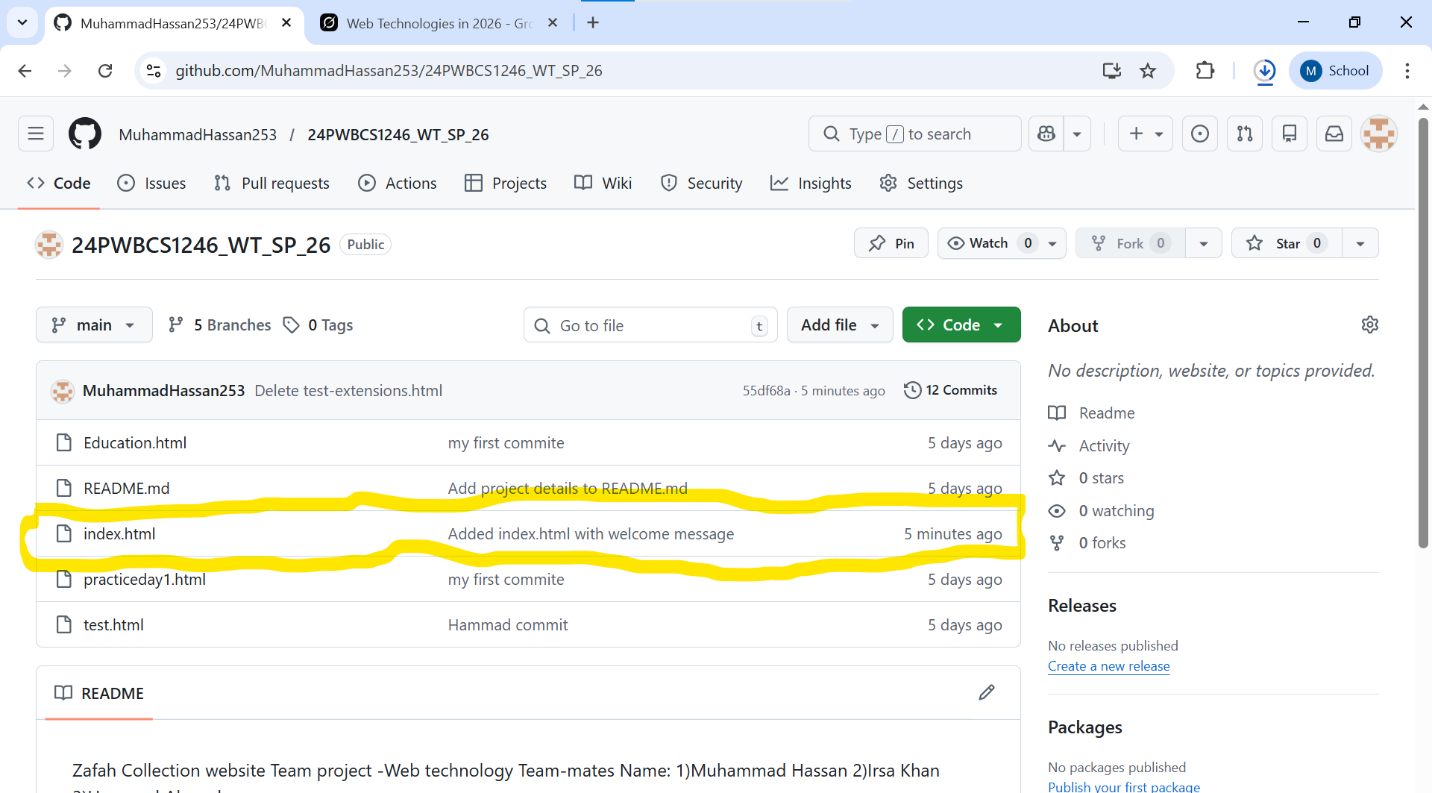 MuhammadHassan253/24PWB
Web Technologies in 2026 - Gro
github.com/MuhammadHassan253/24PWBCS1246_WT_SP_26
M School
MuhammadHassan253 / 24PWBCS1246_WT_SP_26
Type / to search
Code Issues Pull requests Actions Projects Wiki Security Insights Settings
24PWBCS1246_WT_SP_26 Public
Pin Watch 0 Fork 0 Star 0
main 5 Branches 0 Tags Go to file t Add file Code
MuhammadHassan253 Delete test-extensions.html 55df68a · 5 minutes ago 12 Commits
Education.html my first commite 5 days ago
README.md Add project details to README.md 5 days ago
index.html Added index.html with welcome message 5 minutes ago
practiceday1.html my first commite 5 days ago
test.html Hammad commit 5 days ago
README
Zafah Collection website Team project -Web technology Team-mates Name: 1)Muhammad Hassan 2)Irsa Khan
About
No description, website, or topics provided.
Readme
Activity
0 stars
0 watching
0 forks
Releases
No releases published
Create a new release
Packages
No packages published
Publish your first package